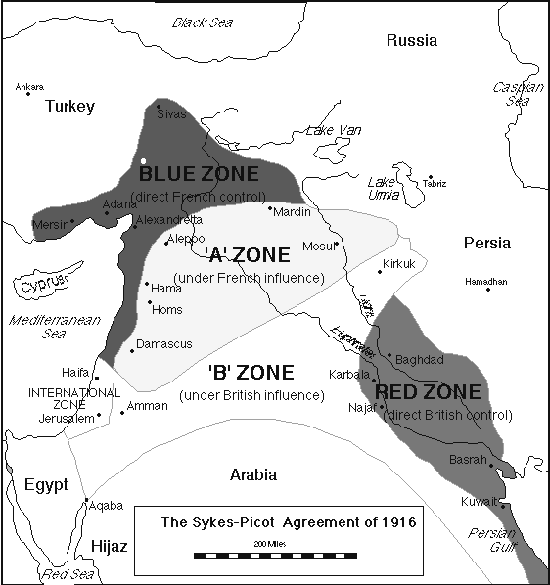 Black Sea
Russia
Ankara
Caspian
Sea
Turkey
Sivas
Lake Van
BLUE ZONE
(direct French control)
Lake
Urmia
Tabriz
Mersir
Adana
Alexandretta
Mardin
Aleppo
'A' ZONE
(under French influence)
Mosul
Persia
Kirkuk
Cyprus
Hama
Homs
Hamadhan
Tigris
Mediterranean
Sea
Euphrates
Damascus
Baghdad
Haifa
'B' ZONE
(uncer British influence)
Karbala
RED ZONE
(direct British control)
INTERNATIONAL
ZCNE
Jerusalem
Amman
Najaf
Basrah
Egypt
Arabia
Kuwait
Aqaba
The Sykes-Picot Agreement of 1916
200 Miles
Persian
Gulf
Hijaz
Red Sea